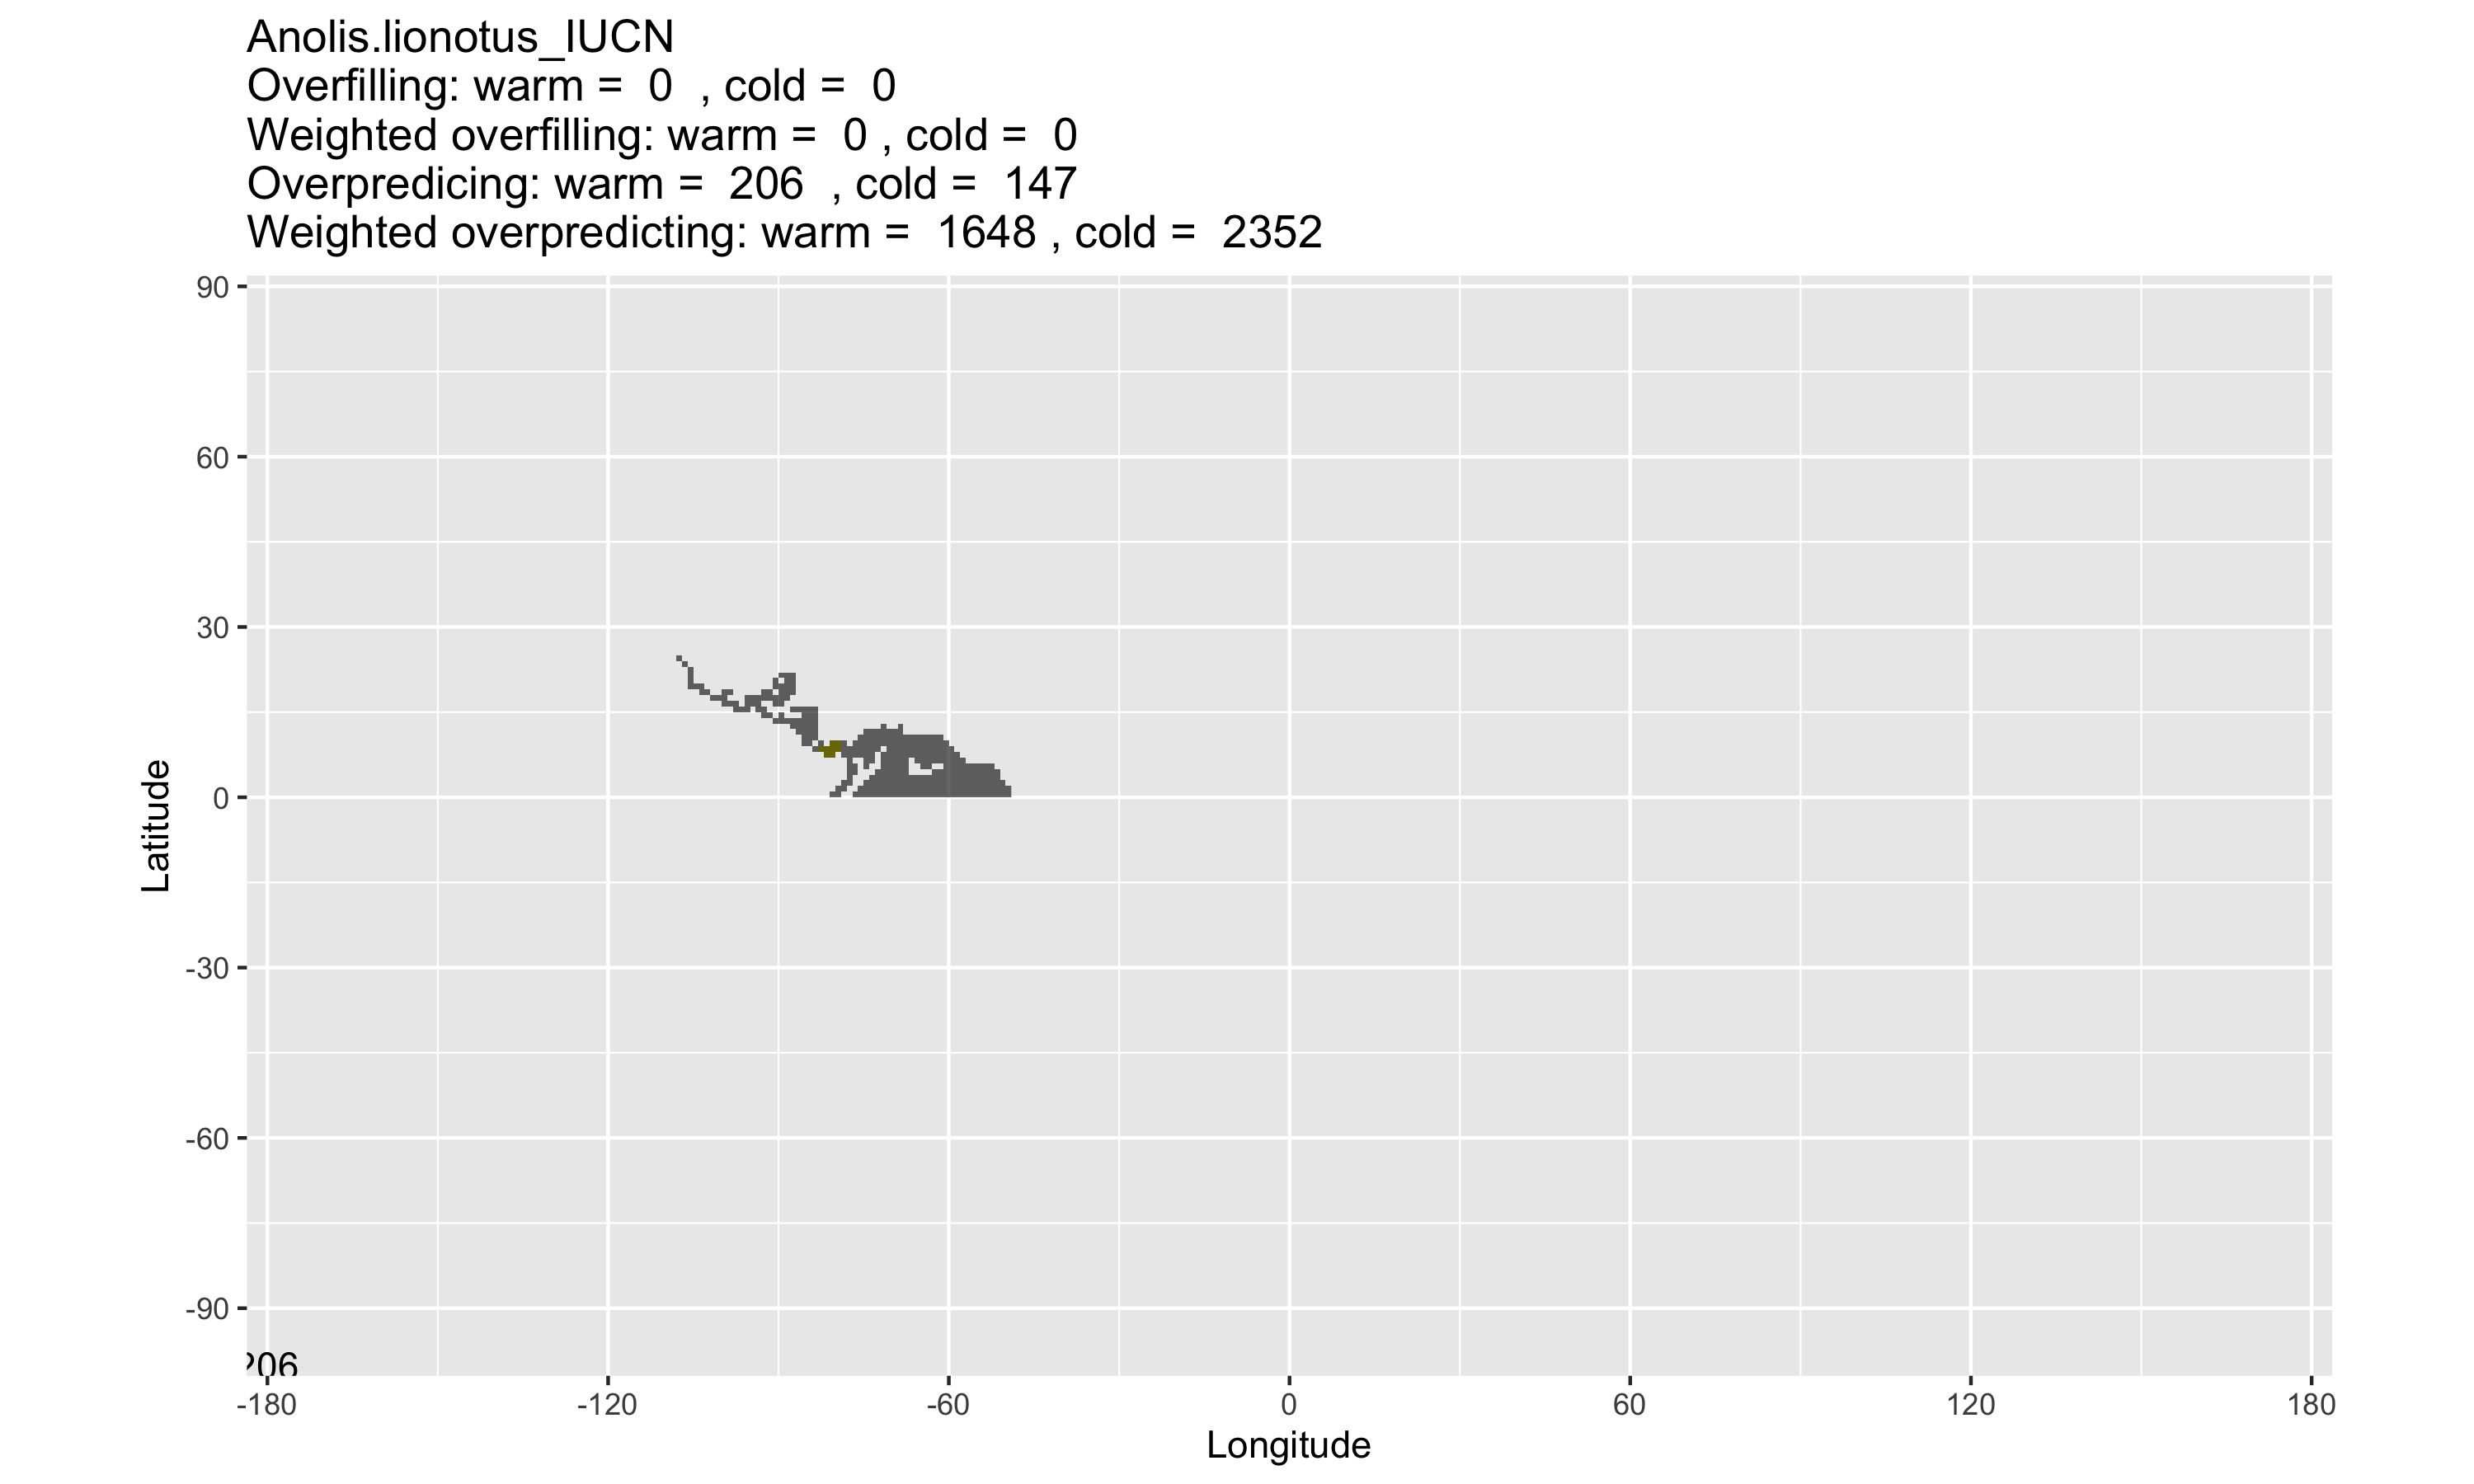 Anolis.lionotus_IUCN
Overfilling: warm =  0  , cold =  0
Weighted overfilling: warm =  0 , cold =  0
Overpredicing: warm =  206  , cold =  147
Weighted overpredicting: warm =  1648 , cold =  2352
90
60
30
0
-30
-60
-90
Latitude
206
-180
-120
-60
0
60
120
180
Longitude